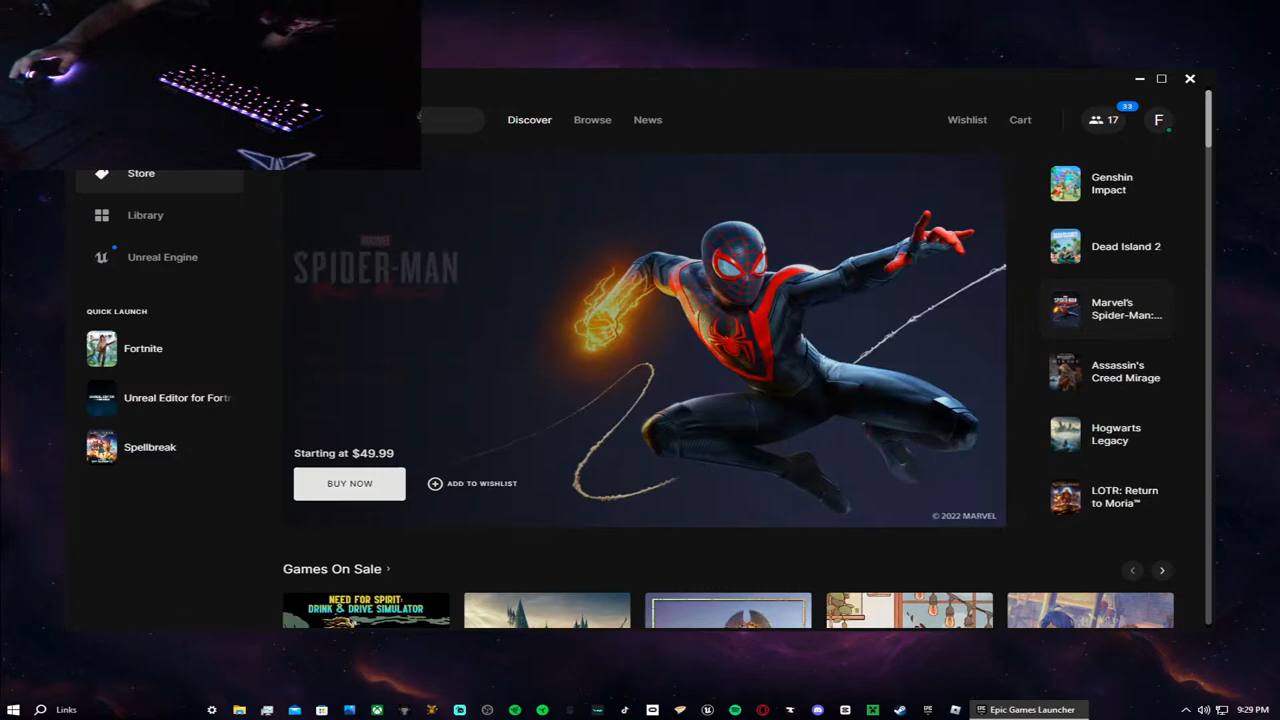 33
Discover
Browse
News
Wishlist
Cart
17
F
Store
Library
Unreal Engine
QUICK LAUNCH
Fortnite
Unreal Editor for Fortn
Spellbreak
MARVEL
SPIDER-MAN
Starting at $49.99
BUY NOW
ADD TO WISHLIST
© 2022 MARVEL
Genshin
Impact
Dead Island 2
Marvel's
Spider-Man:...
Assassin's
Creed Mirage
Hogwarts
Legacy
LOTR: Return
to Moria™
Games On Sale
NEED FOR SPIRIT:
DRINK & DRIVE SIMULATOR
Links
Epic Games Launcher
9:29 PM